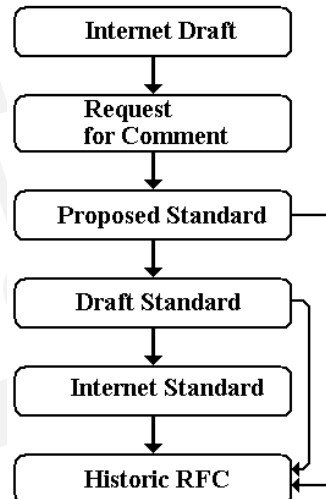 Internet Draft
Request
for Comment
Proposed Standard
Draft Standard
Internet Standard
Historic RFC